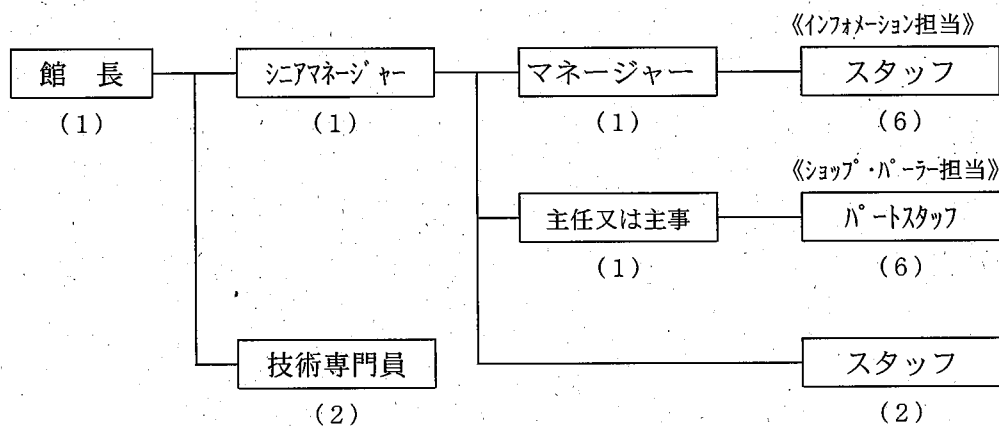 《インフォメーション担当》
館　長
シニアマネージャー
マネージャー
スタッフ
(1)
(1)
(1)
(6)
《ショップ・パーラー担当》
主任又は主事
パートスタッフ
(1)
(6)
技術専門員
スタッフ
(2)
(2)